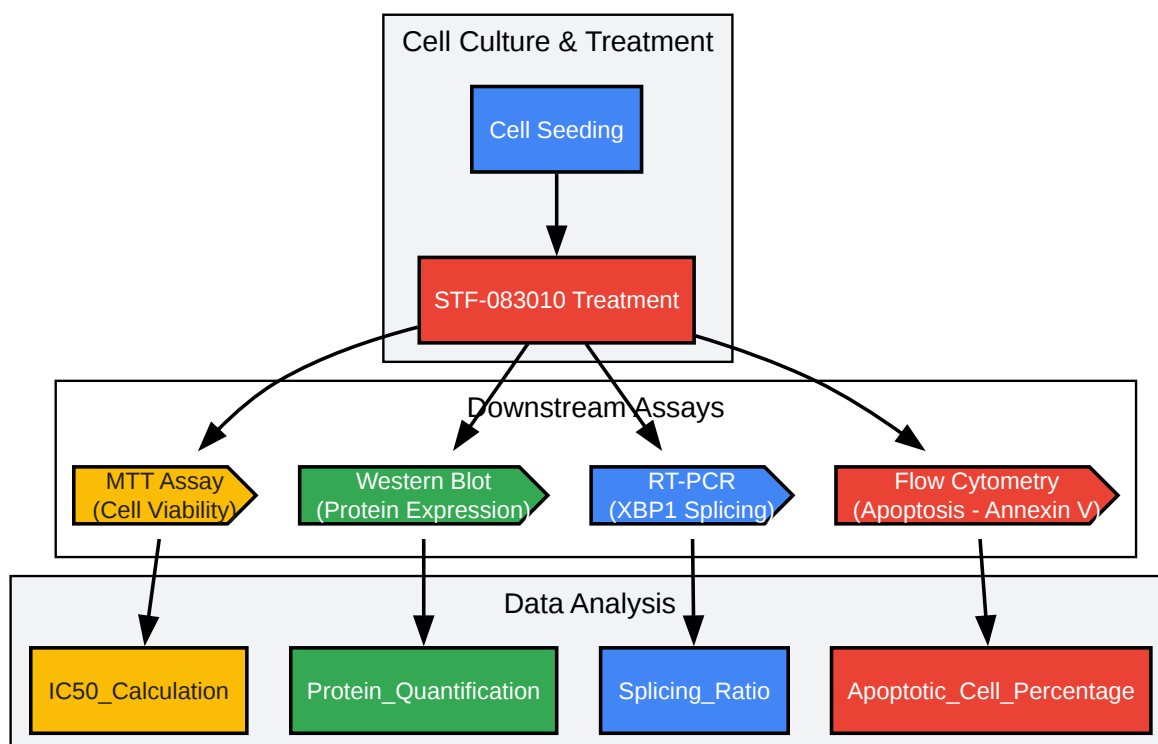 Cell Culture & Treatment
Cell Seeding
STF-083010 Treatment
Downstream Assays
MTT Assay
(Cell Viability)
Western Blot
(Protein Expression)
RT-PCR
(XBP1 Splicing)
Flow Cytometry
(Apoptosis - Annexin V)
Data Analysis
IC50_Calculation
Protein_Quantification
Splicing_Ratio
Apoptotic_Cell_Percentage